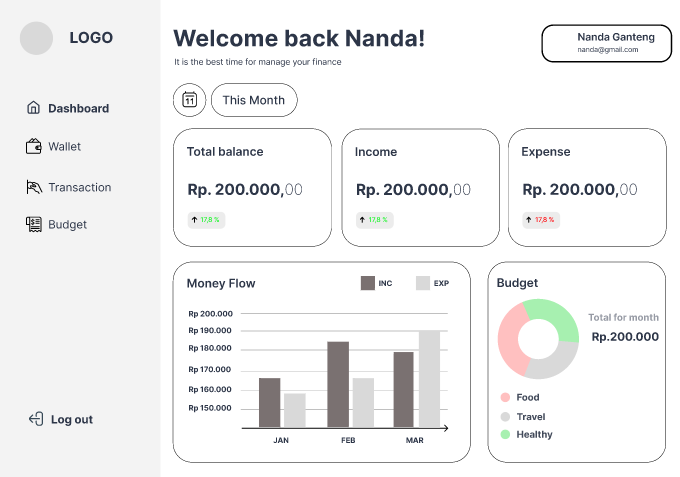 LOGO
Dashboard
Wallet
Transaction
Budget
Log out
Welcome back Nanda!
It is the best time for manage your finance
Nanda Ganteng
nanda@gmail.com
11
This Month
Total balance
Rp. 200.000,00
17,8 %
Income
Rp. 200.000,00
17,8 %
Expense
Rp. 200.000,00
17,8 %
Money Flow
INC
EXP
Rp 200.000
Rp 190.000
Rp 180.000
Rp 170.000
Rp 160.000
Rp 150.000
JAN
FEB
MAR
Budget
Total for month
Rp.200.000
Food
Travel
Healthy